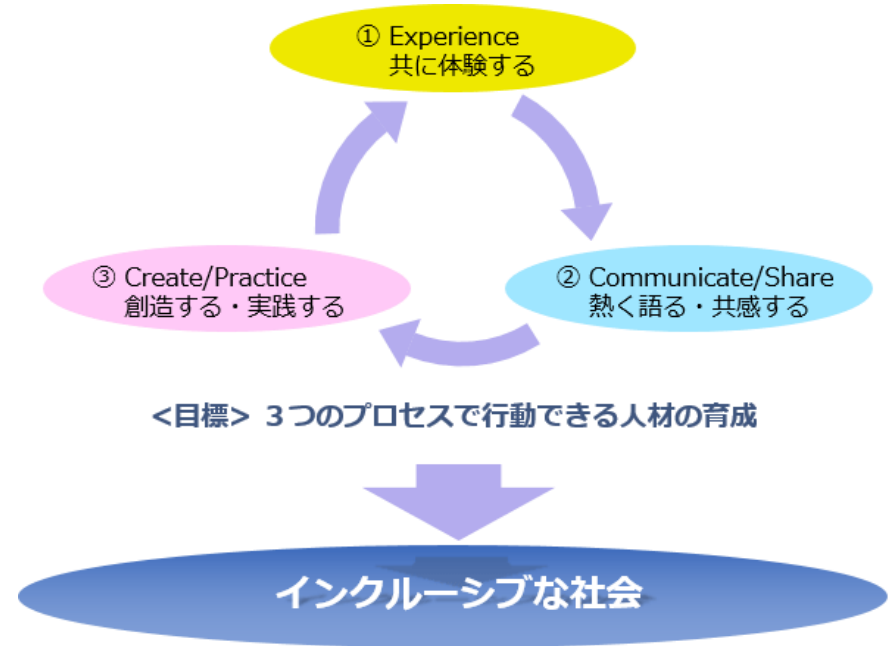 ① Experience
共に体験する
② Communicate/Share
熱く語る・共感する
③ Create/Practice
創造する・実践する
<目標> ３つのプロセスで行動できる人材の育成
インクルーシブな社会